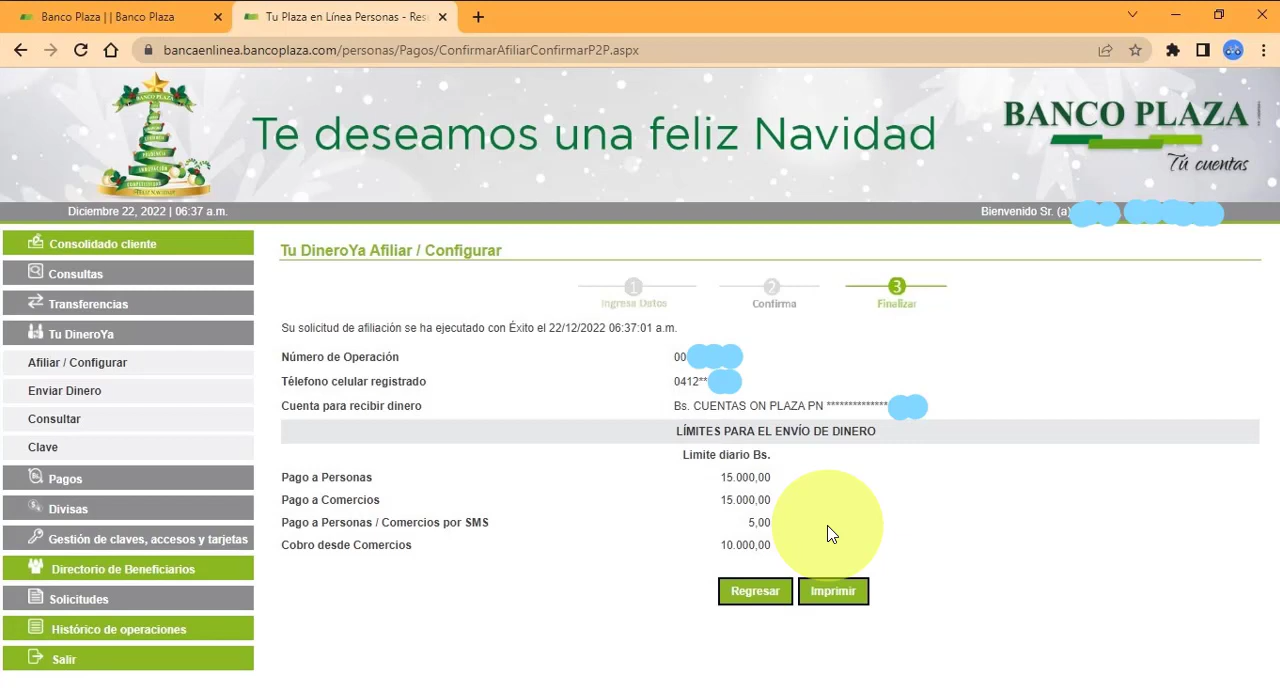 Banco Plaza | | Banco Plaza
Tu Plaza en Línea Personas - Res
bancaenlinea.bancoplaza.com/personas/Pagos/ConfirmarAfiliarConfirmarP2P.aspx
BANCO PLAZA
Te deseamos una feliz Navidad
BANCO PLAZA
Tú cuentas
Diciembre 22, 2022 | 06:37 a.m.
Bienvenido Sr. (a)
Consolidado cliente
Consultas
Transferencias
Tu DineroYa
Afiliar / Configurar
Enviar Dinero
Consultar
Clave
Pagos
Divisas
Gestión de claves, accesos y tarjetas
Directorio de Beneficiarios
Solicitudes
Histórico de operaciones
Salir
Tu DineroYa Afiliar / Configurar
1 2 3
Ingresa Datos Confirma Finalizar
Su solicitud de afiliación se ha ejecutado con Éxito el 22/12/2022 06:37:01 a.m.
Número de Operación 00
Télefono celular registrado 0412**
Cuenta para recibir dinero Bs. CUENTAS ON PLAZA PN **************
LÍMITES PARA EL ENVÍO DE DINERO
Limite diario Bs.
Pago a Personas 15.000,00
Pago a Comercios 15.000,00
Pago a Personas / Comercios por SMS 5,00
Cobro desde Comercios 10.000,00
Regresar Imprimir